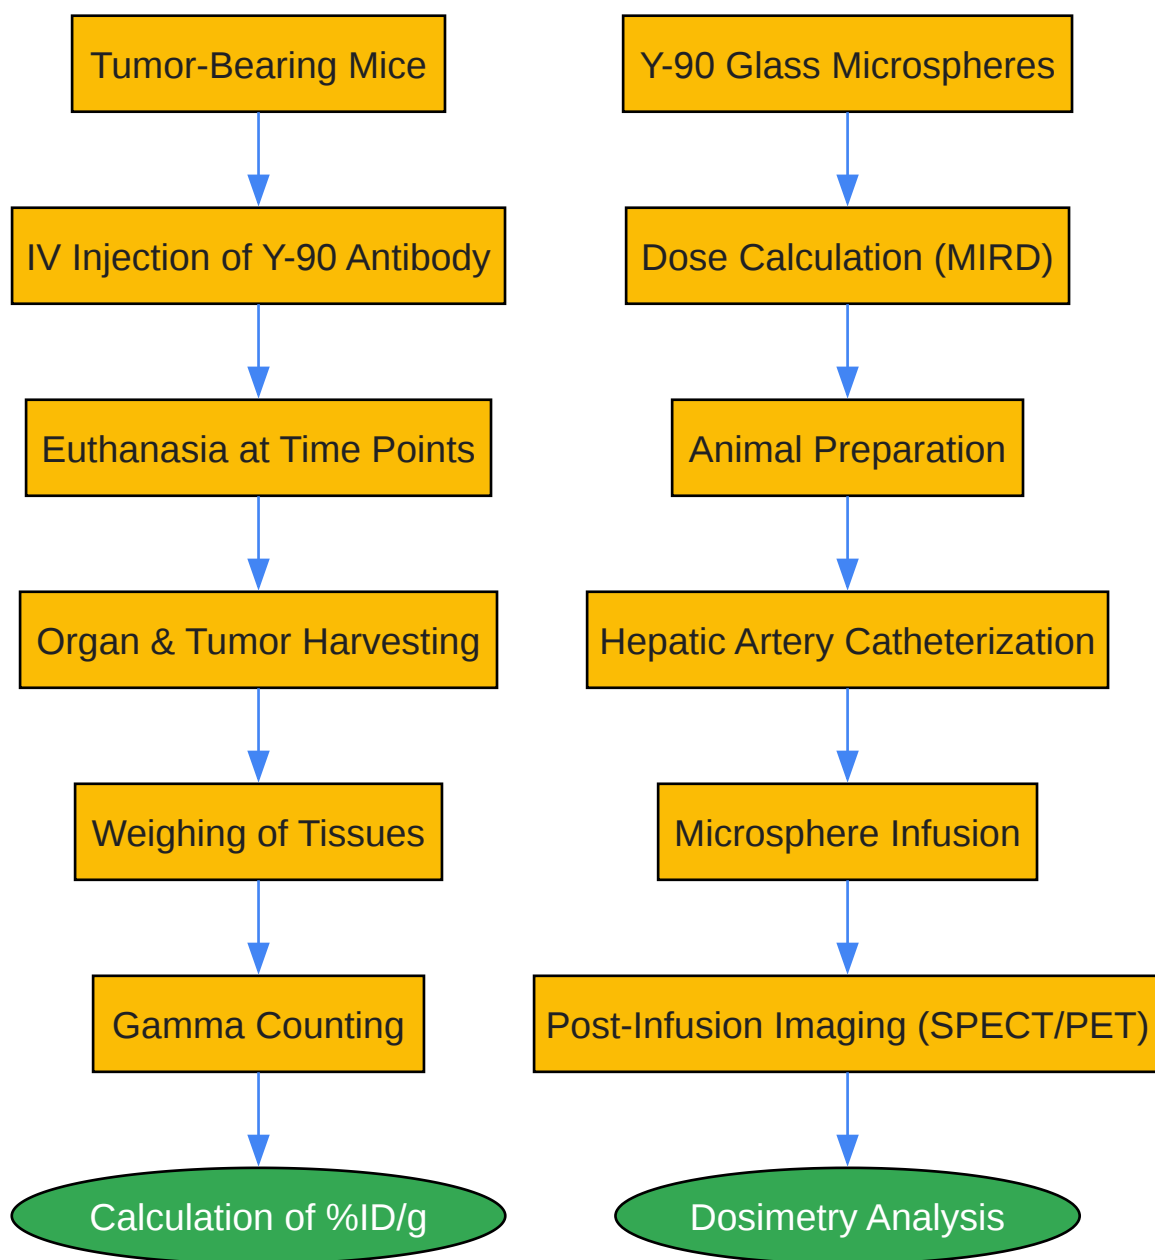 Tumor-Bearing Mice
IV Injection of Y-90 Antibody
Euthanasia at Time Points
Organ & Tumor Harvesting
Weighing of Tissues
Gamma Counting
Calculation of %ID/g
Y-90 Glass Microspheres
Dose Calculation (MIRD)
Animal Preparation
Hepatic Artery Catheterization
Microsphere Infusion
Post-Infusion Imaging (SPECT/PET)
Dosimetry Analysis